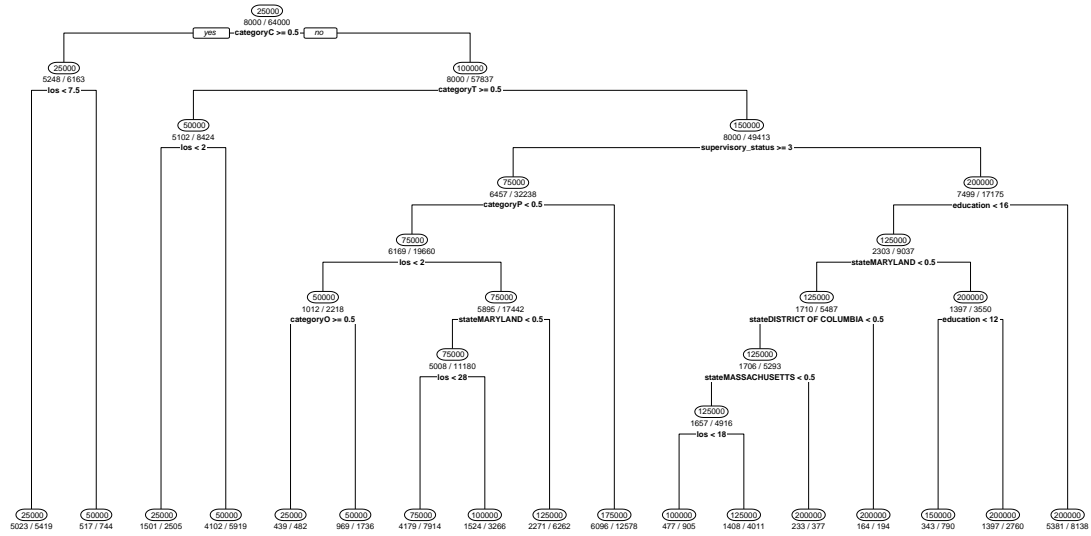 25000
8000 / 64000
yes categoryC >= 0.5 no
25000 100000
5248 / 6163 8000 / 57837
los < 7.5 categoryT >= 0.5
50000 150000
5102 / 8424 8000 / 49413
los < 2 supervisory_status >= 3
75000 200000
6457 / 32238 7499 / 17175
categoryP < 0.5 education < 16
75000 125000
6169 / 19660 2303 / 9037
los < 2 stateMARYLAND < 0.5
50000 75000 125000 200000
1012 / 2218 5895 / 17442 1710 / 5487 1397 / 3550
categoryO >= 0.5 stateMARYLAND < 0.5 stateDISTRICT OF COLUMBIA < 0.5 education < 12
75000 125000
5008 / 11180 1706 / 5293
los < 28 stateMASSACHUSETTS < 0.5
125000
1657 / 4916
los < 18
25000 50000 25000 50000 25000 50000 75000 100000 125000 175000 100000 125000 200000 200000 150000 200000 200000
5023 / 5419 517 / 744 1501 / 2505 4102 / 5919 439 / 482 969 / 1736 4179 / 7914 1524 / 3266 2271 / 6262 6096 / 12578 477 / 905 1408 / 4011 233 / 377 164 / 194 343 / 790 1397 / 2760 5381 / 8138